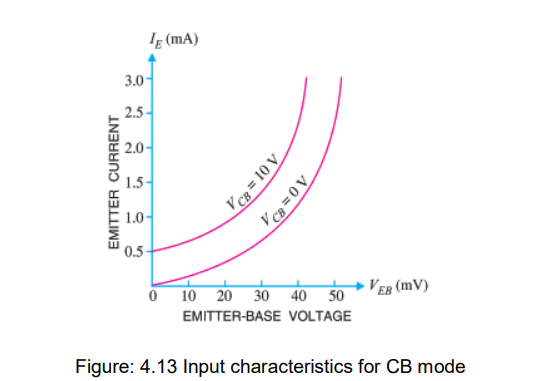 I_E (mA)
3.0
2.5
2.0
1.5
1.0
0.5
EMITTER CURRENT
V_CB = 10 V
V_CB = 0 V
0 10 20 30 40 50
V_EB (mV)
EMITTER-BASE VOLTAGE
Figure: 4.13 Input characteristics for CB mode